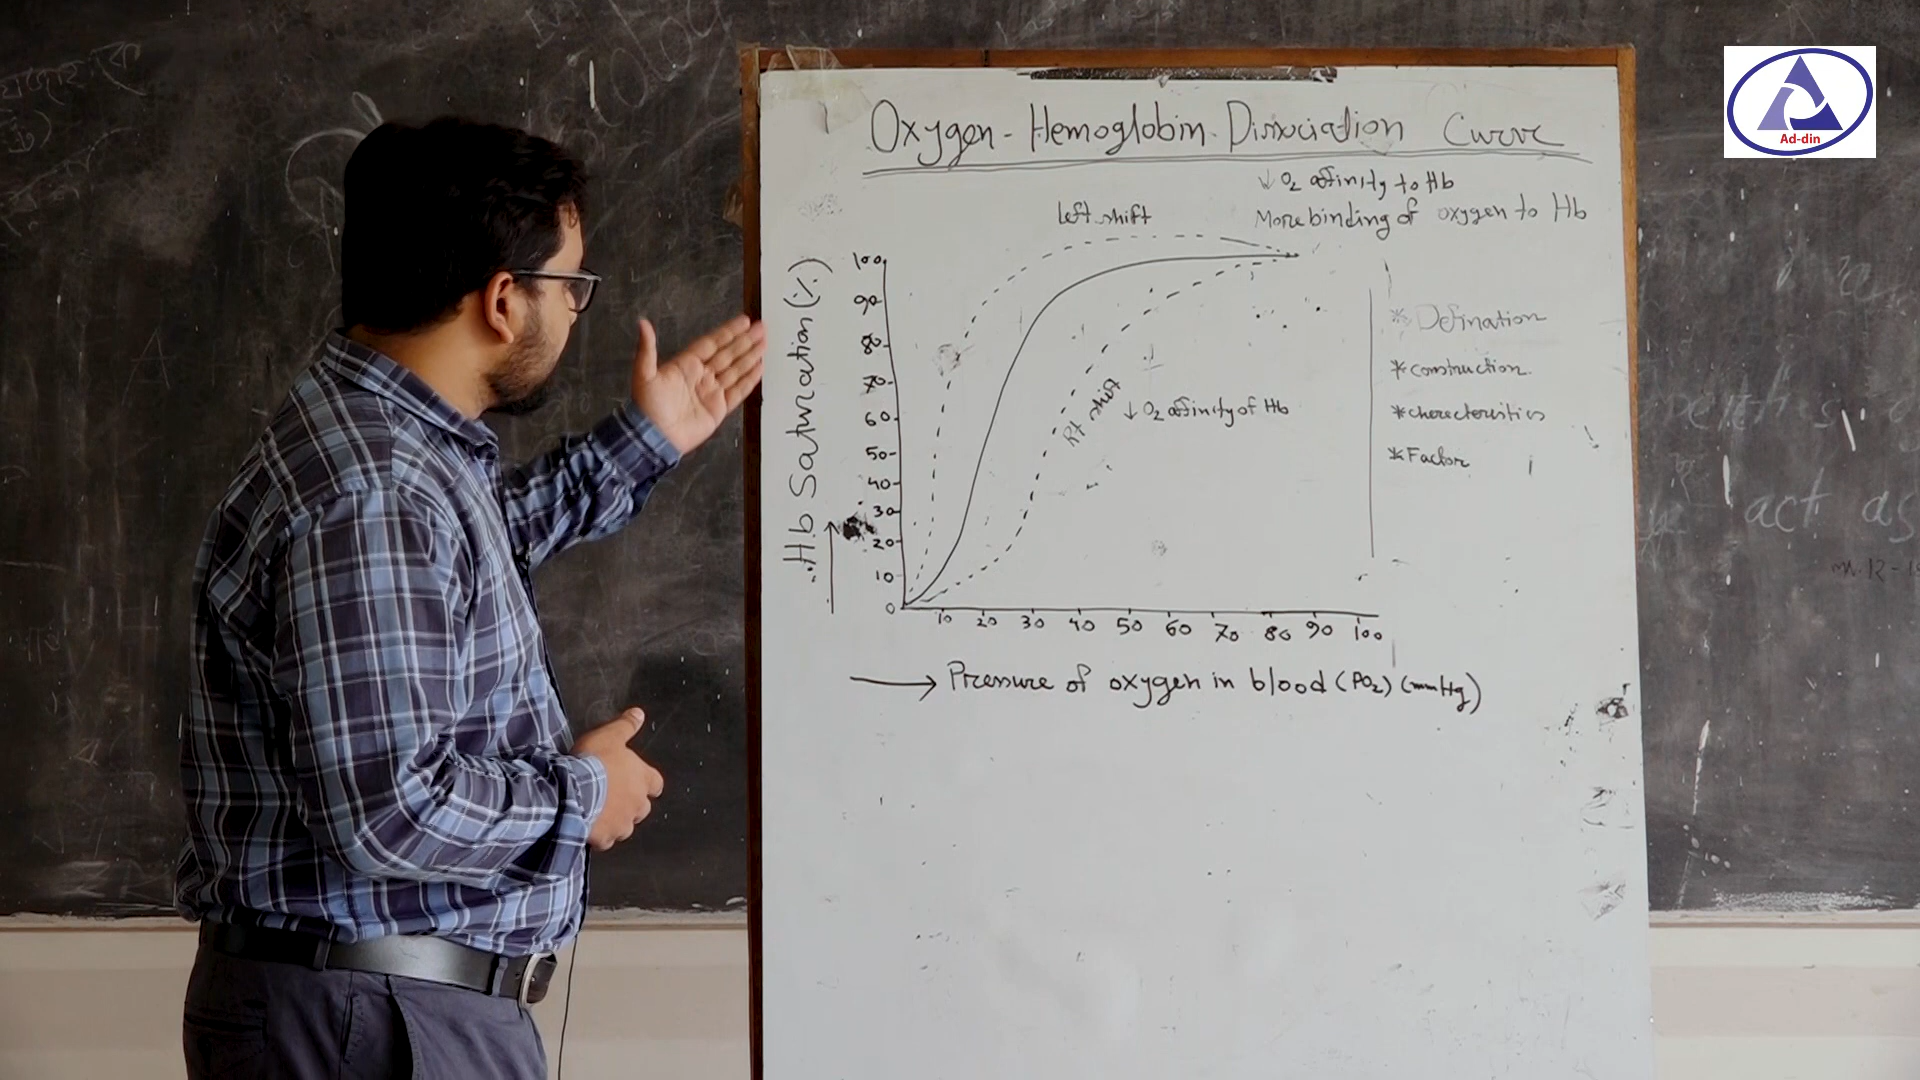 Oxygen - Hemoglobin Dissociation Curve
↓ O2 affinity to Hb
More binding of oxygen to Hb
left shift
Hb Saturation (%)
100
90
80
70
60
50
40
30
20
10
0
Rt shift
↓ O2 affinity of Hb
* Defination
* construction.
* cherecteristics
* Factor
10 20 30 40 50 60 70 80 90 100
→ Pressure of oxygen in blood (PO2) (mmHg)
Ad-din
act as
A